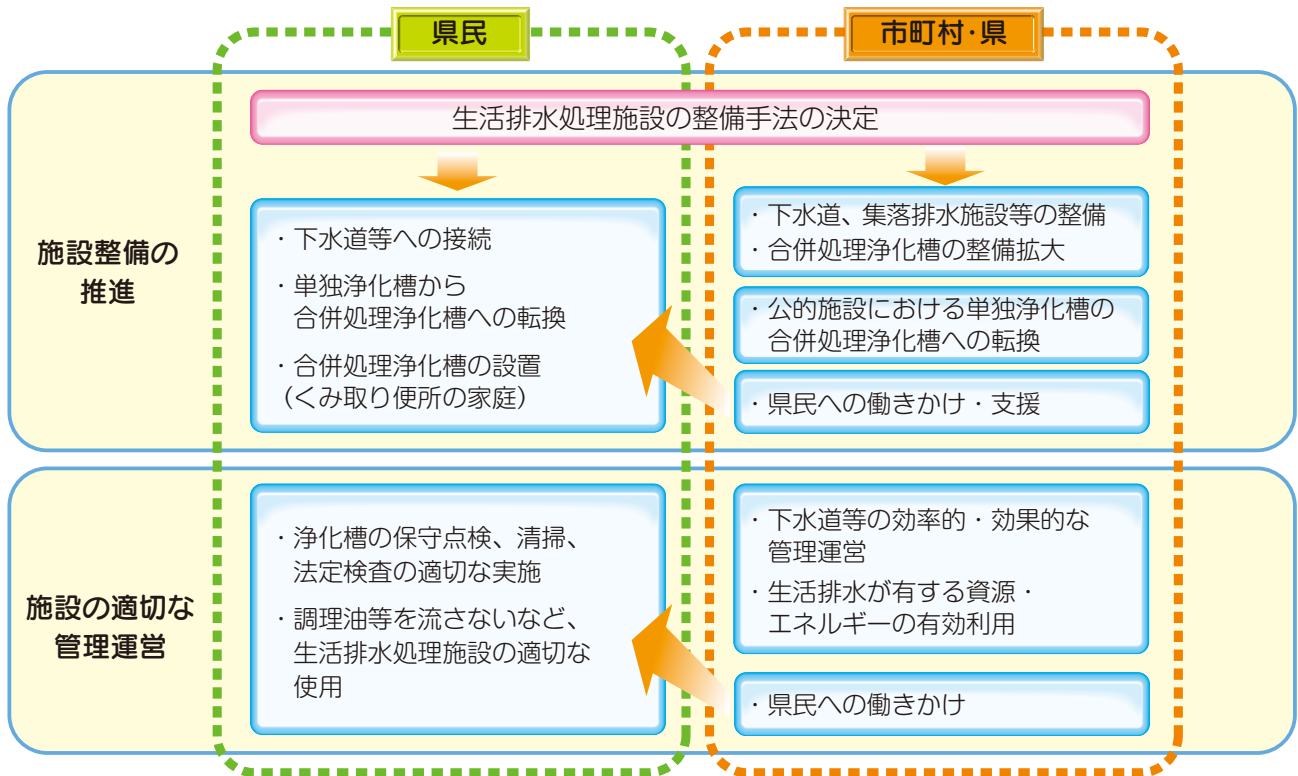 県民
市町村・県
施設整備の
推進
生活排水処理施設の整備手法の決定
・下水道等への接続
・単独浄化槽から
合併処理浄化槽への転換
・合併処理浄化槽の設置
（くみ取り便所の家庭）
・下水道、集落排水施設等の整備
・合併処理浄化槽の整備拡大
・公的施設における単独浄化槽の
合併処理浄化槽への転換
・県民への働きかけ・支援
施設の適切な
管理運営
・浄化槽の保守点検、清掃、
法定検査の適切な実施
・調理油等を流さないなど、
生活排水処理施設の適切な
使用
・下水道等の効率的・効果的な
管理運営
・生活排水が有する資源・
エネルギーの有効利用
・県民への働きかけ